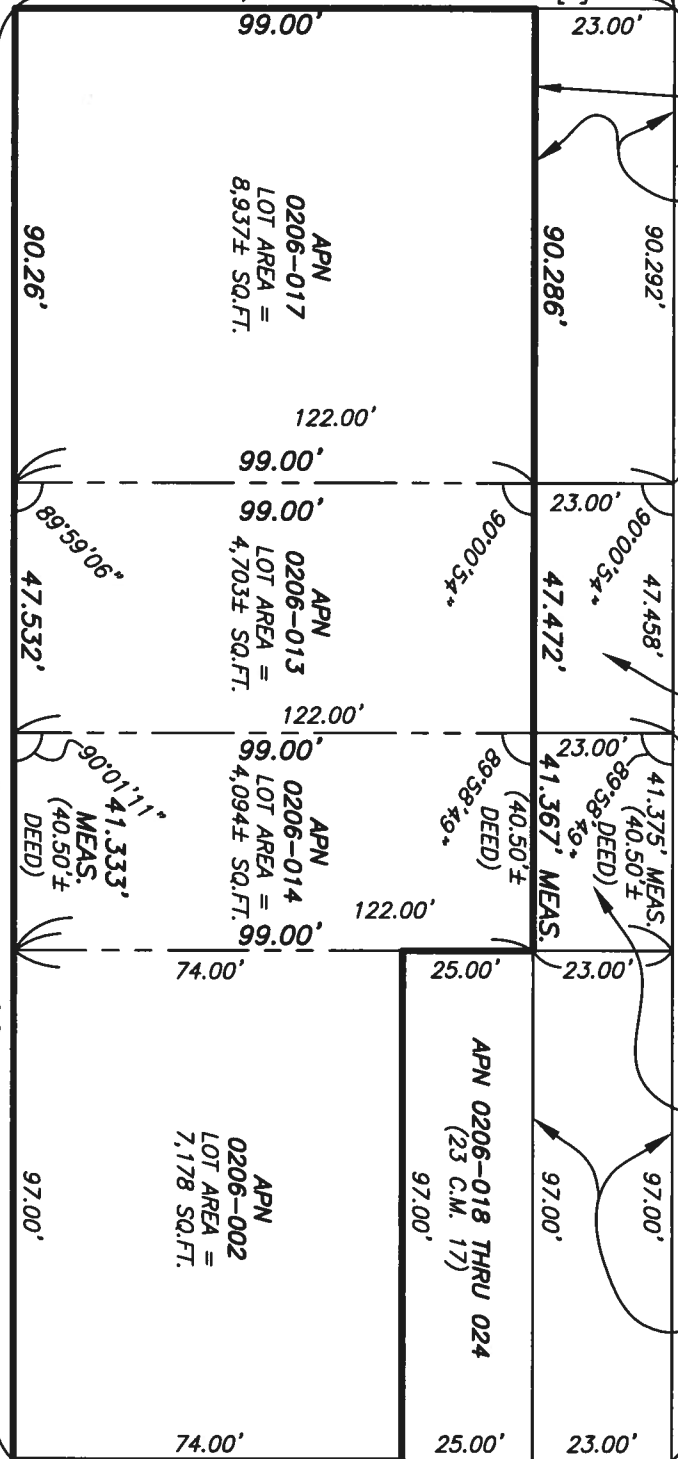 99.00'
23.00'
90.292'
90.286'
APN
0206-017
LOT AREA =
8,937± SQ.FT.
90.26'
122.00'
99.00'
99.00'
23.00'
89°59'06"
90°00'54"
90°00'54"
47.458'
47.472'
APN
0206-013
LOT AREA =
4,703± SQ.FT.
47.532'
122.00'
99.00'
23.00'
90°01'11"
89°58'49"
89°58'49"
41.375' MEAS.
(40.50'±
DEED)
41.367' MEAS.
(40.50'±
DEED)
APN
0206-014
LOT AREA =
4,094± SQ.FT.
41.333'
MEAS.
(40.50'±
DEED)
122.00'
99.00'
74.00'
25.00'
23.00'
APN 0206-018 THRU 024
(23 C.M. 17)
97.00'
97.00'
97.00'
APN
0206-002
LOT AREA =
7,178 SQ.FT.
97.00'
74.00'
25.00'
23.00'